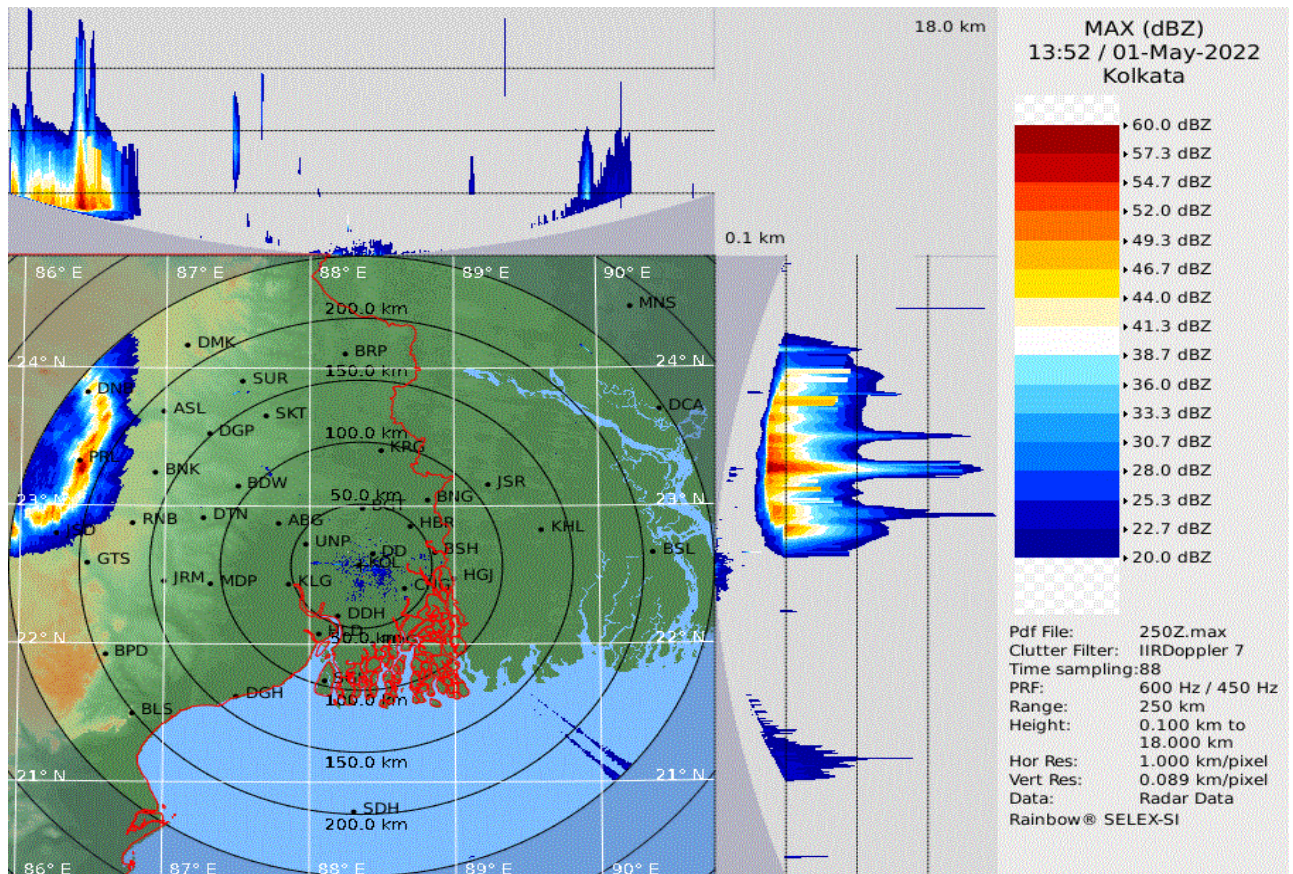 18.0 km
0.1 km
MAX (dBZ)
13:52 / 01-May-2022
Kolkata
60.0 dBZ
57.3 dBZ
54.7 dBZ
52.0 dBZ
49.3 dBZ
46.7 dBZ
44.0 dBZ
41.3 dBZ
38.7 dBZ
36.0 dBZ
33.3 dBZ
30.7 dBZ
28.0 dBZ
25.3 dBZ
22.7 dBZ
20.0 dBZ
Pdf File: 250Z.max
Clutter Filter: IIRDoppler 7
Time sampling:88
PRF: 600 Hz / 450 Hz
Range: 250 km
Height: 0.100 km to
18.000 km
Hor Res: 1.000 km/pixel
Vert Res: 0.089 km/pixel
Data: Radar Data
Rainbow® SELEX-SI
86° E 87° E 88° E 89° E 90° E
MNS
200.0 km
DMK
BRP
24° N 24° N
150.0 km
SUR
ASL
SKT
DCA
DGP
100.0 km
KRG
PRL
BNK
BDW
JSR
50.0 km
BNG
23° N 23° N
RNB
DTN
ABG
HBR
KHL
UNP
DD
BSH
BSL
GTS
KOL
HGJ
JRM
MDP
KLG
DDH
50.0 km
22° N 22° N
BPD
DGH
100.0 km
BLS
150.0 km
21° N 21° N
SDH
200.0 km
86° E 87° E 88° E 89° E 90° E